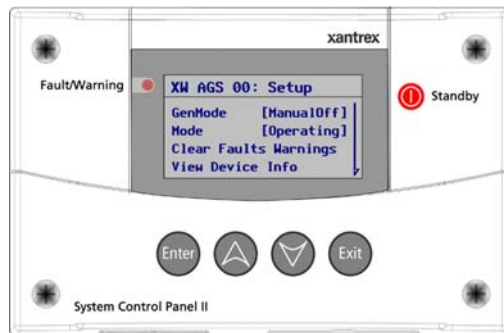 xantrex
Fault/Warning
XW AGS 00: Setup
Standby
GenMode [ManualOff]
Mode [Operating]
Clear Faults Warnings
View Device Info
Enter
Exit
System Control Panel II